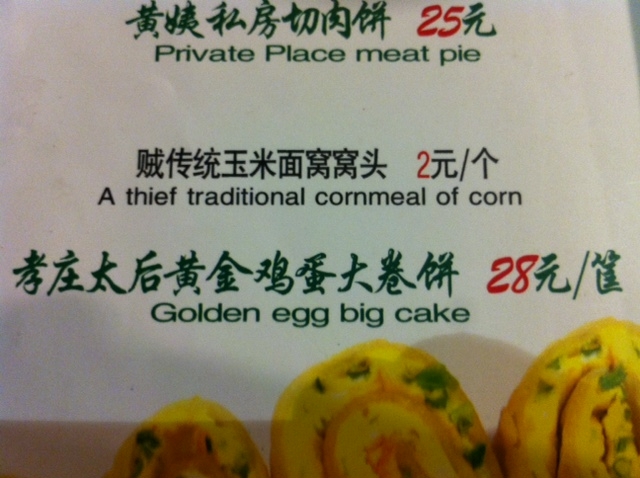 黄姨私房切肉饼 25元
Private Place meat pie
贼传统玉米面窝窝头 2元/个
A thief traditional cornmeal of corn
孝庄太后黄金鸡蛋大卷饼 28元/筐
Golden egg big cake